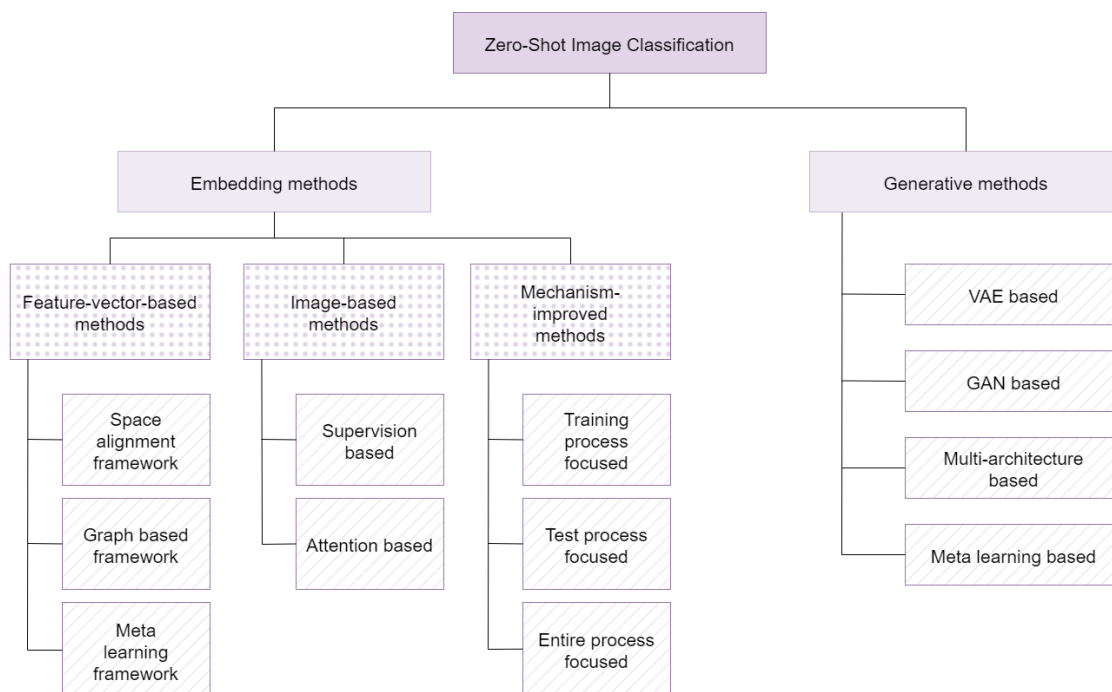 Zero-Shot Image Classification
Embedding methods
Generative methods
Feature-vector-based
methods
Image-based
methods
Mechanism-
improved
methods
Space
alignment
framework
Graph based
framework
Meta
learning framework
Supervision
based
Attention based
Training
process
focused
Test process
focused
Entire process
focused
VAE based
GAN based
Multi-architecture
based
Meta learning based